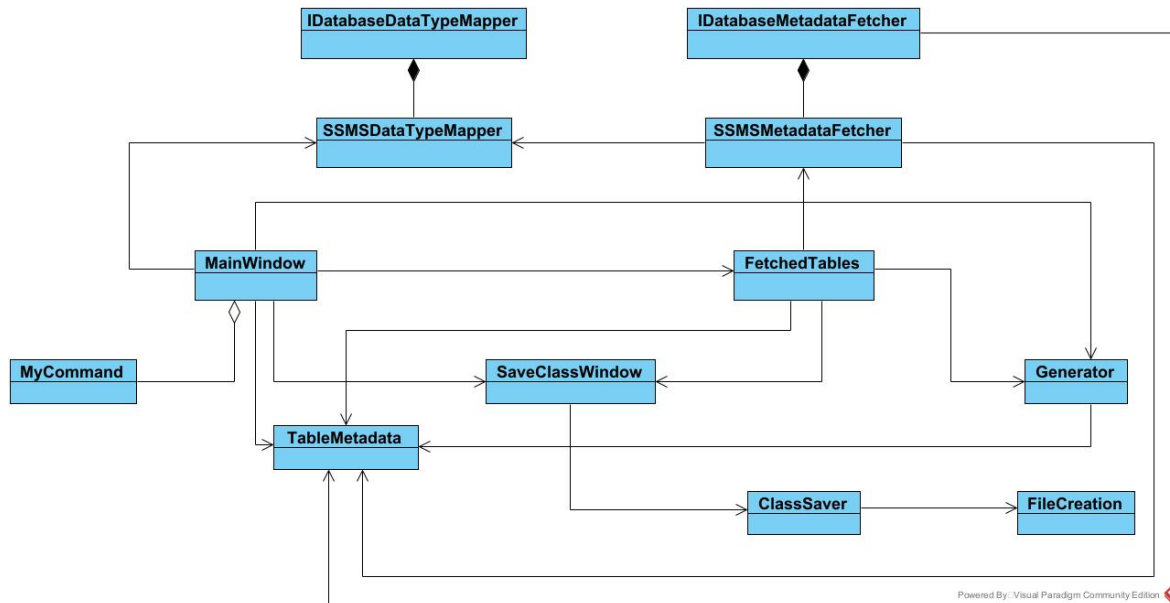 IDatabaseDataTypeMapper
IDatabaseMetadataFetcher
SSMSDataTypeMapper
SSMSMetadataFetcher
MainWindow
FetchedTables
MyCommand
SaveClassWindow
Generator
TableMetadata
ClassSaver
FileCreation
Powered By Visual Paradigm Community Edition